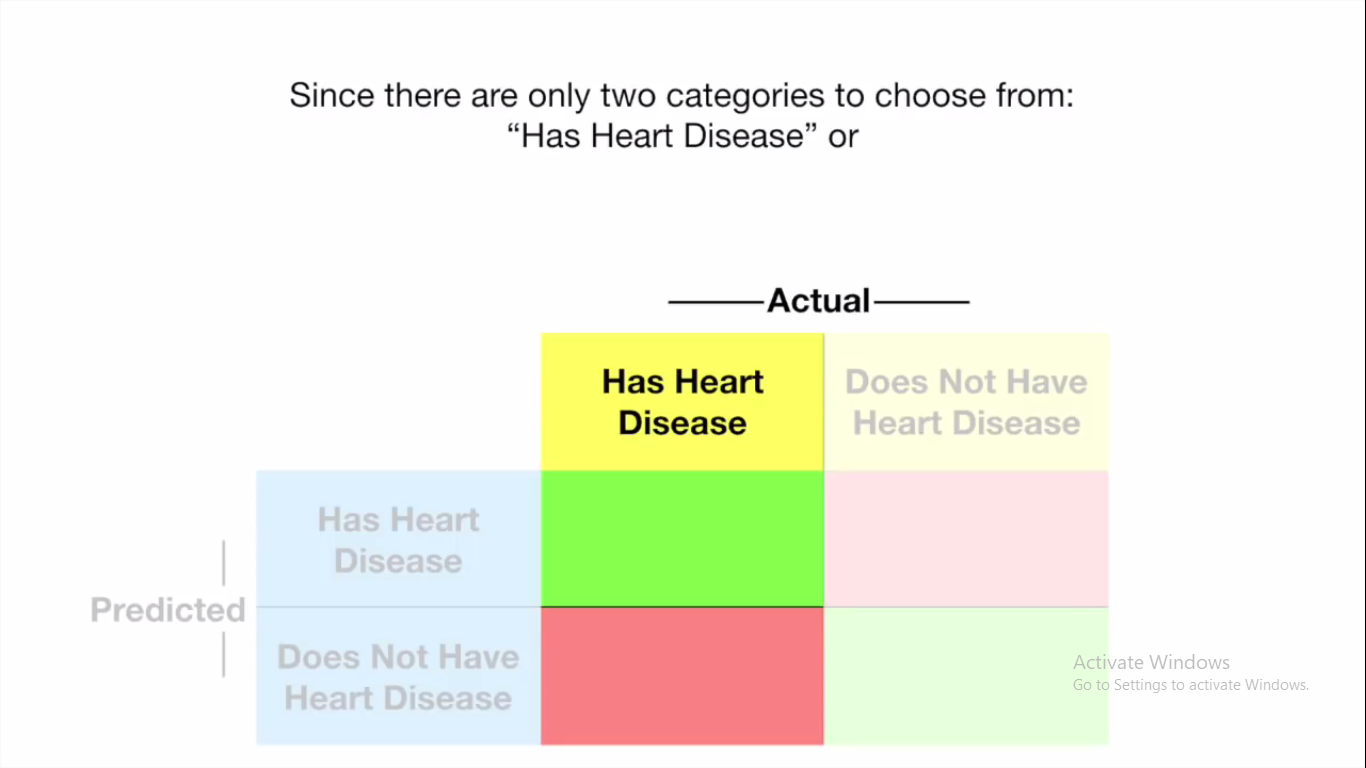 Since there are only two categories to choose from:
“Has Heart Disease” or
Actual
Has Heart
Disease
Does Not Have
Heart Disease
Has Heart
Disease
Predicted
Does Not Have
Heart Disease
Activate Windows
Go to Settings to activate Windows.